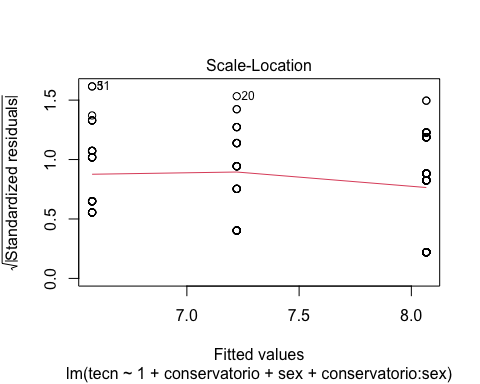 Scale-Location
√|Standardized residuals|
1.5
1.0
0.5
0.0
20
7.0 7.5 8.0
Fitted values
lm(tecn ~ 1 + conservatorio + sex + conservatorio:sex)